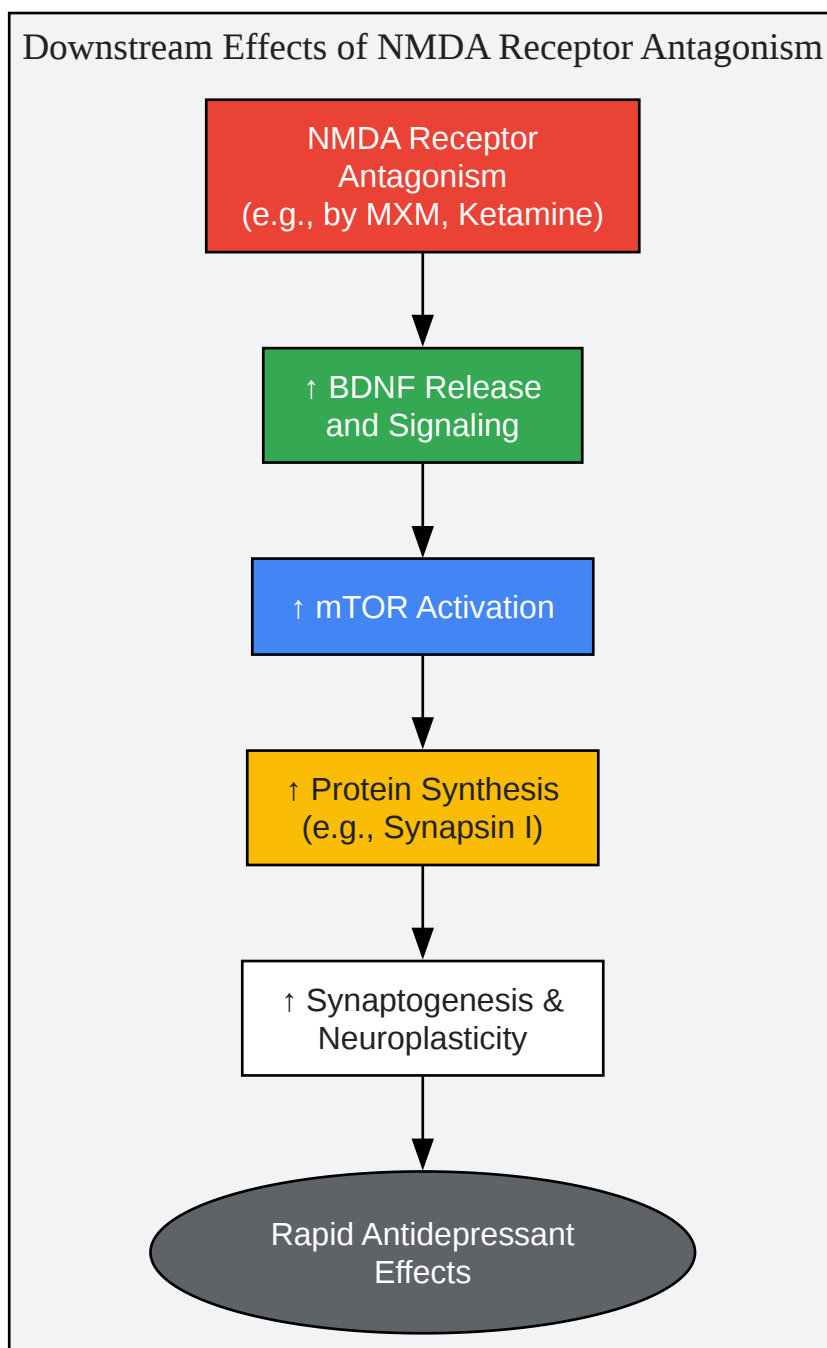 Downstream Effects of NMDA Receptor Antagonism
NMDA Receptor
Antagonism
(e.g., by MXM, Ketamine)
↑ BDNF Release
and Signaling
↑ mTOR Activation
↑ Protein Synthesis
(e.g., Synapsin I)
↑ Synaptogenesis &
Neuroplasticity
Rapid Antidepressant
Effects